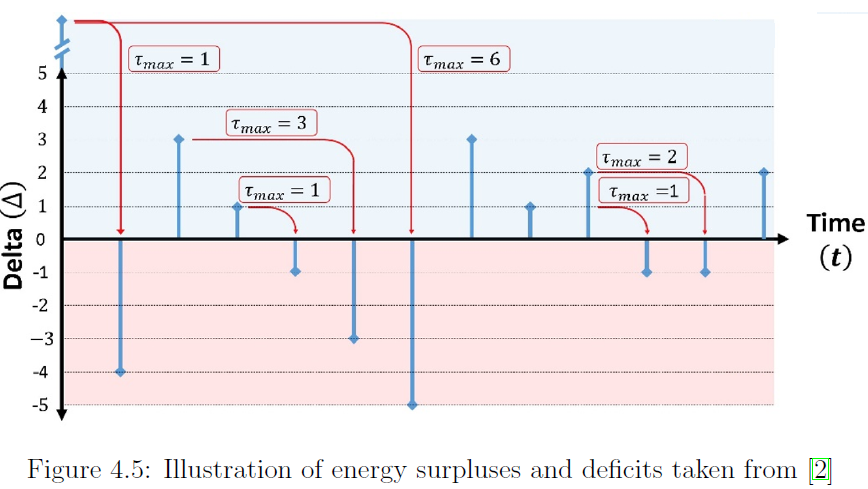 τmax = 1
τmax = 6
5
4
τmax = 3
3
τmax = 2
2
τmax = 1
τmax =1
1
Delta (Δ)
0
Time
(t)
-1
-2
−3
-4
-5
Figure 4.5: Illustration of energy surpluses and deficits taken from [2]